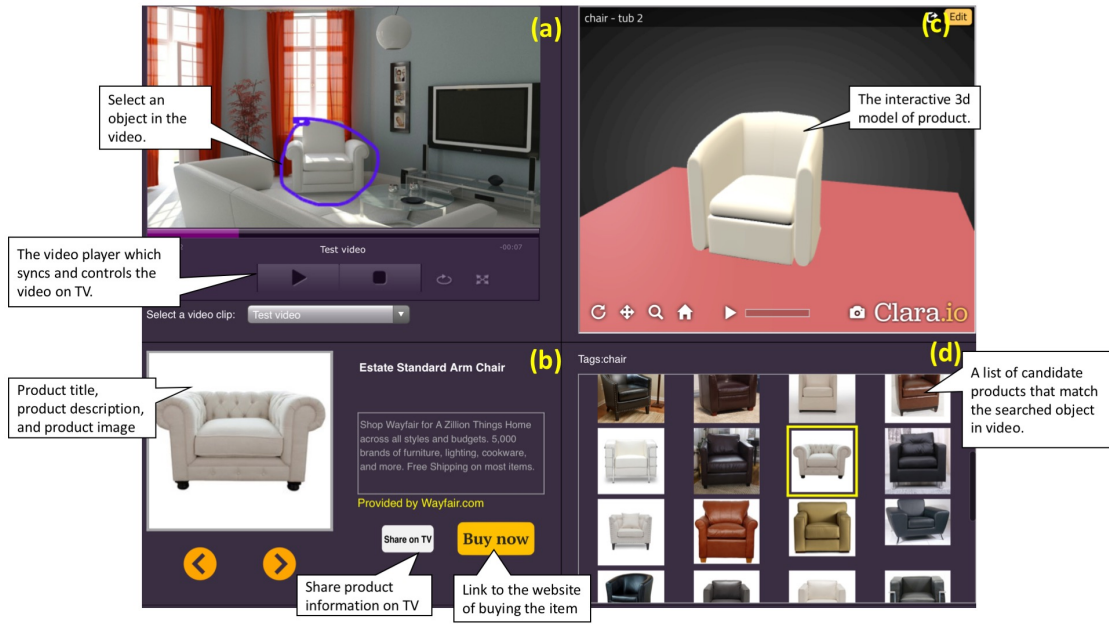 (a)
Select an
object in the
video.
The video player which
syncs and controls the
video on TV.
Test video
-00:07
Select a video clip:
Test video
chair - tub 2
(c)
Edit
The interactive 3d
model of product.
Clara.io
(b)
Product title,
product description,
and product image
Estate Standard Arm Chair
Shop Wayfair for A Zillion Things Home
across all styles and budgets. 5,000
brands of furniture, lighting, cookware,
and more. Free Shipping on most items.
Provided by Wayfair.com
Share on TV
Buy now
Share product
information on TV
Link to the website
of buying the item
(d)
Tags:chair
A list of candidate
products that match
the searched object
in video.